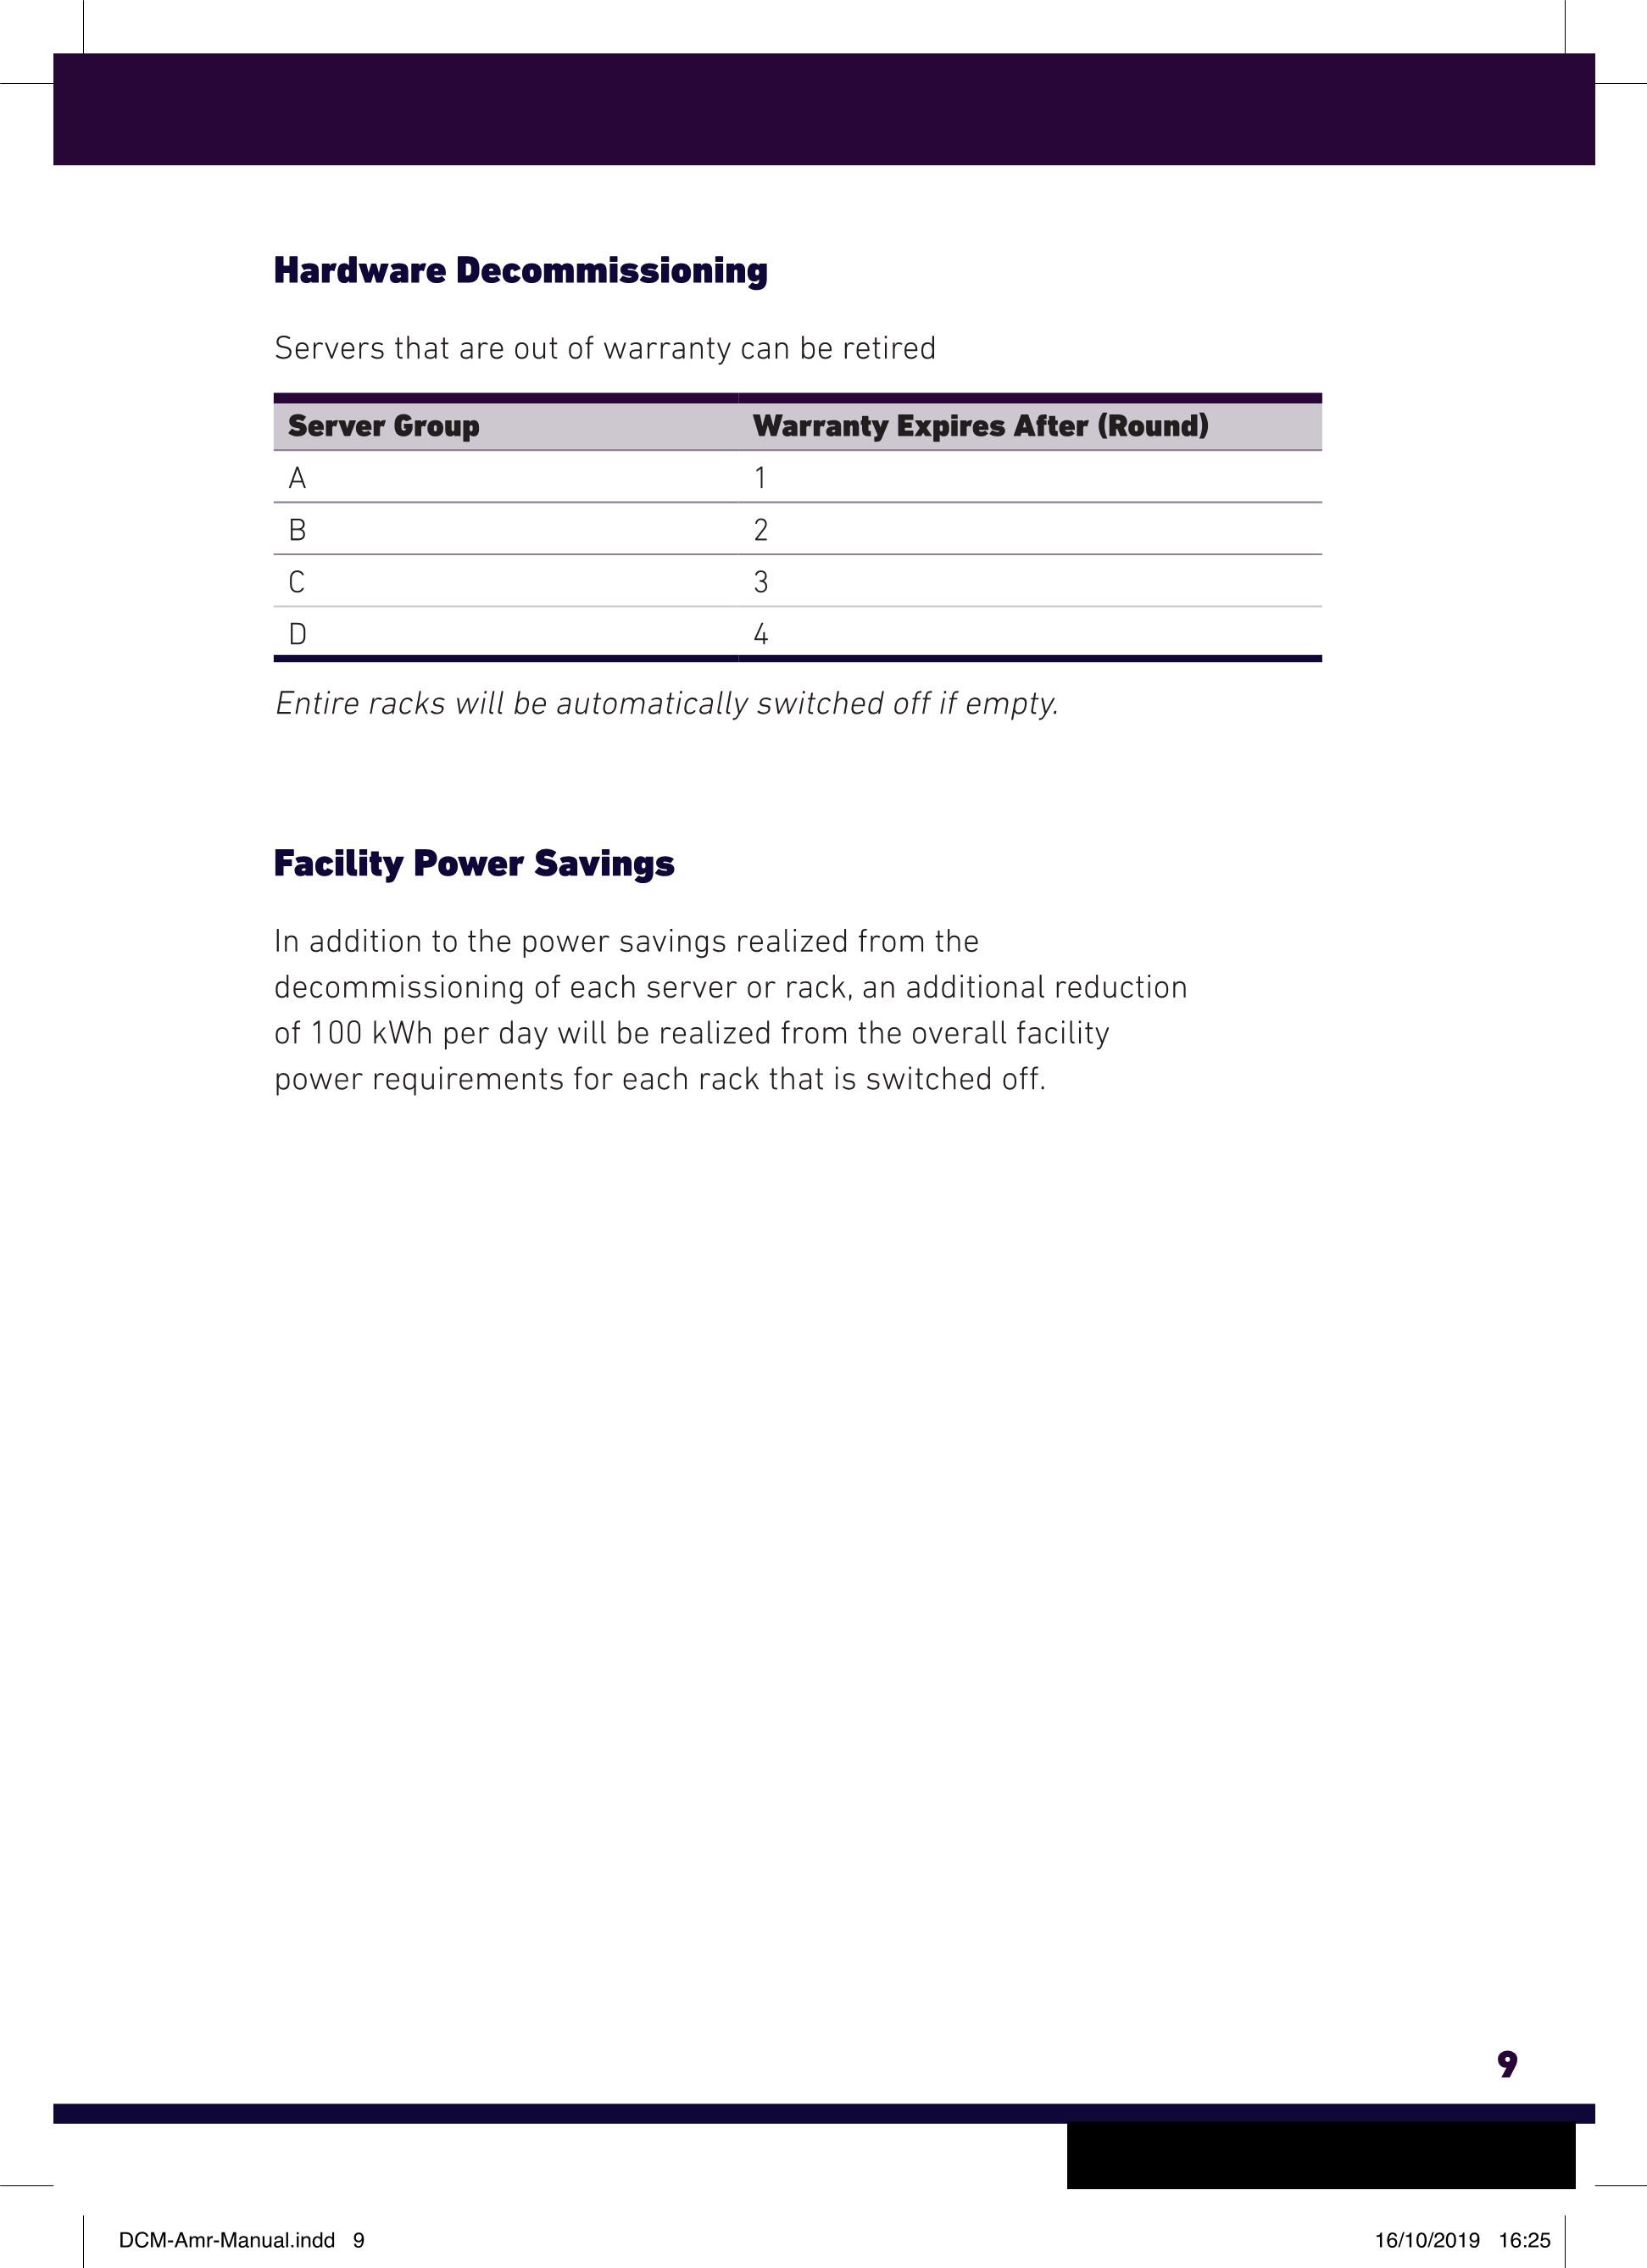 Hardware Decommissioning
Servers that are out of warranty can be retired
Server Group Warranty Expires After (Round)
A 1
B 2
C 3
D 4
Entire racks will be automatically switched off if empty.
Facility Power Savings
In addition to the power savings realized from the
decommissioning of each server or rack, an additional reduction
of 100 kWh per day will be realized from the overall facility
power requirements for each rack that is switched off.
9
DCM-Amr-Manual.indd 9 16/10/2019 16:25